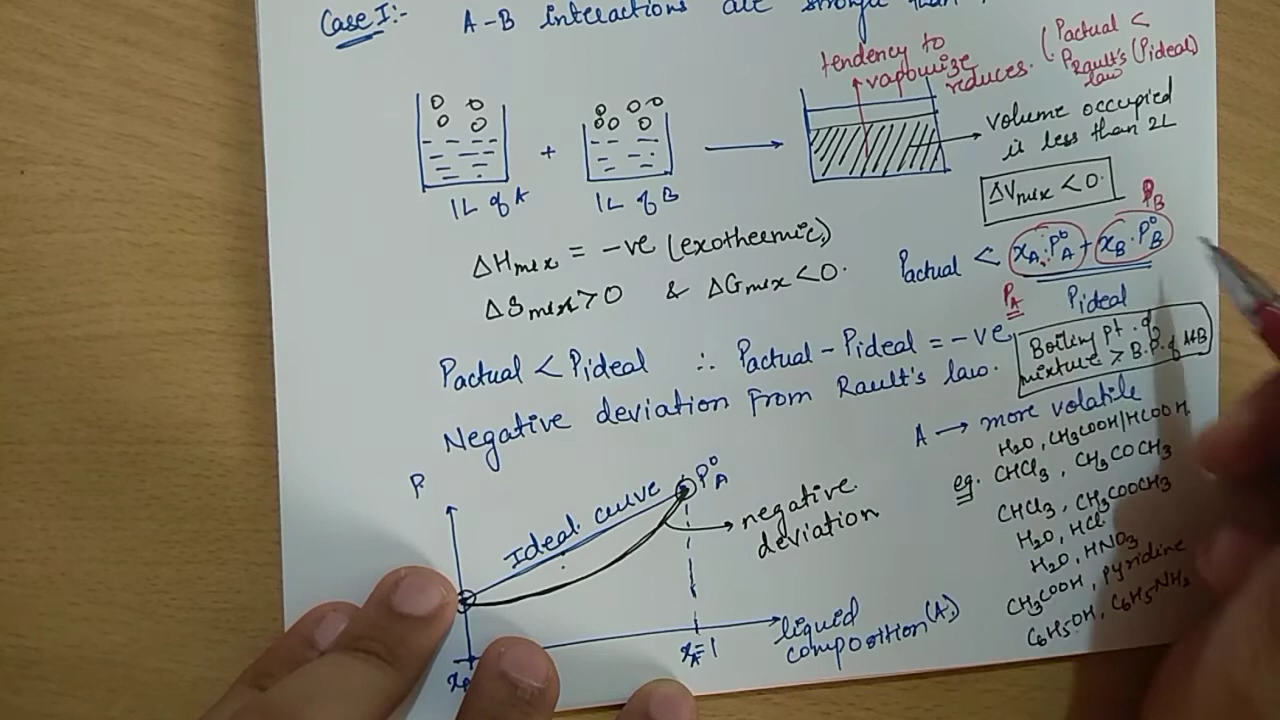 Case I:- A-B interactions are stronger than
tendency to
vapourize
reduces. (Pactual <
PRault's (Pideal)
law
volume occupied
is less than 2L
+
1L of A 1L of B
ΔVmix < 0.
ΔHmix = -ve (exothermic)
ΔSmix > 0 & ΔGmix < 0.
PB
Pactual < xA.P°A + xB.P°B
PA
Pideal
Pactual < Pideal ∴ Pactual - Pideal = -ve
Negative deviation from Rault's law.
Boiling pt. of
mixture > B.P. of A&B
A → more volatile
H2O, CH3COOH/HCOOH
eg. CHCl3, CH3COCH3
CHCl3, CH3COOCH3
H2O, HCl
H2O, HNO3
CH3COOH, pyridine
C6H5OH, C6H5NH2
P
P°A
Ideal curve
negative
deviation
xA=1
liquid
composition (A)